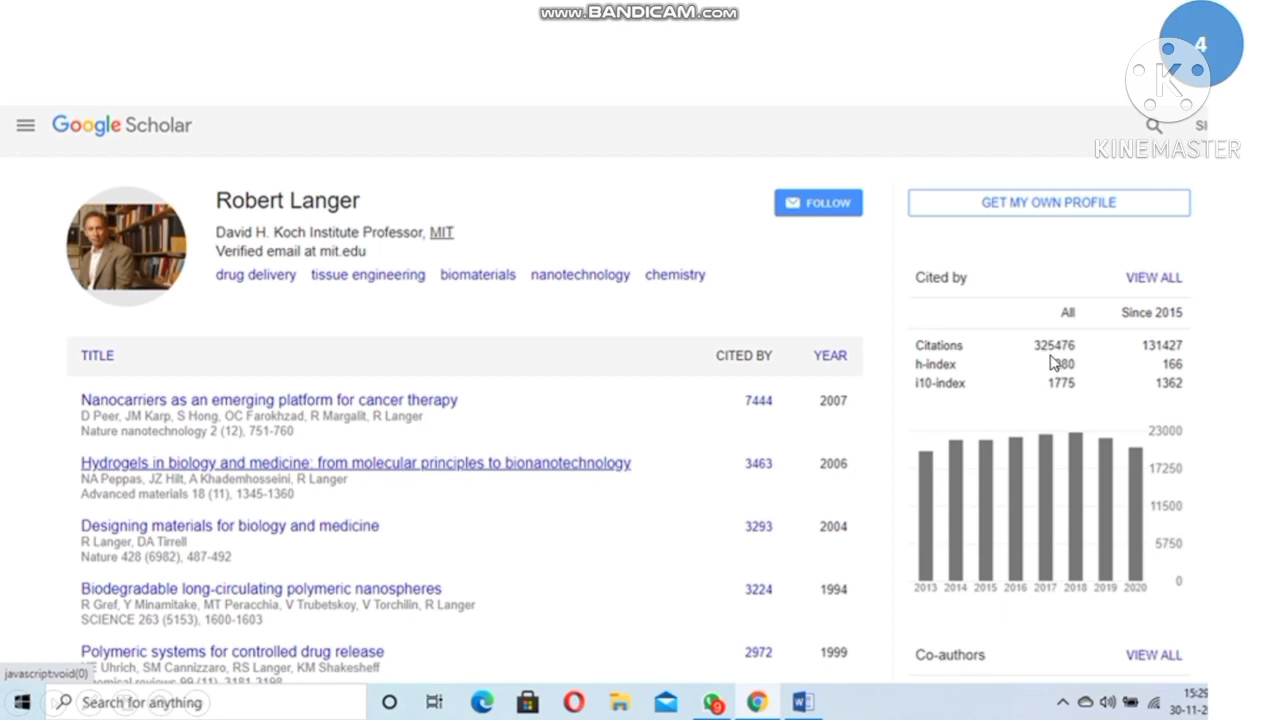 www.BANDICAM.com
4
K
KINEMASTER
Google Scholar
Robert Langer
FOLLOW
GET MY OWN PROFILE
David H. Koch Institute Professor, MIT
Verified email at mit.edu
drug delivery tissue engineering biomaterials nanotechnology chemistry
Cited by VIEW ALL
All Since 2015
Citations 325476 131427
h-index 166
i10-index 1775 1362
TITLE CITED BY YEAR
Nanocarriers as an emerging platform for cancer therapy 7444 2007
D Peer, JM Karp, S Hong, OC Farokhzad, R Margalit, R Langer
Nature nanotechnology 2 (12), 751-760
Hydrogels in biology and medicine: from molecular principles to bionanotechnology 3463 2006
NA Peppas, JZ Hilt, A Khademhosseini, R Langer
Advanced materials 18 (11), 1345-1360
Designing materials for biology and medicine 3293 2004
R Langer, DA Tirrell
Nature 428 (6982), 487-492
Biodegradable long-circulating polymeric nanospheres 3224 1994
R Gref, Y Minamitake, MT Peracchia, V Trubetskoy, V Torchilin, R Langer
SCIENCE 263 (5153), 1600-1603
Polymeric systems for controlled drug release 2972 1999
Uhrich, SM Cannizzaro, RS Langer, KM Shakesheff
23000
17250
11500
5750
0
2013 2014 2015 2016 2017 2018 2019 2020
Co-authors VIEW ALL
javascript:void(0)
Search for anything
9
15:29
30-11-2